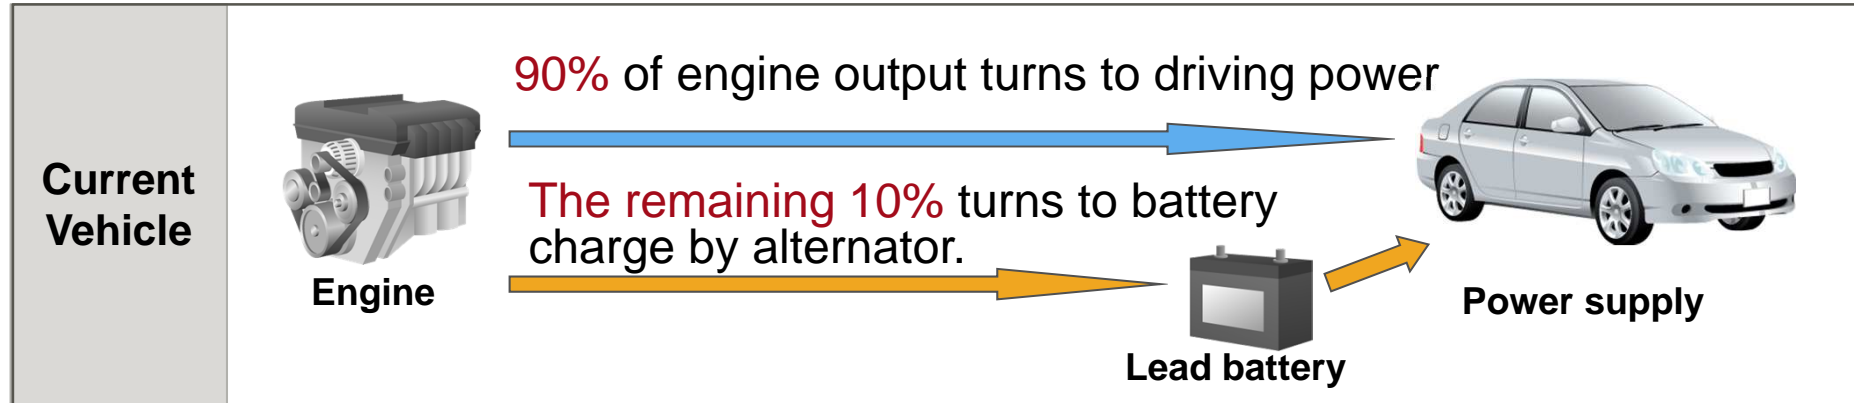 Current
Vehicle
90% of engine output turns to driving power
The remaining 10% turns to battery
charge by alternator.
Engine
Lead battery
Power supply